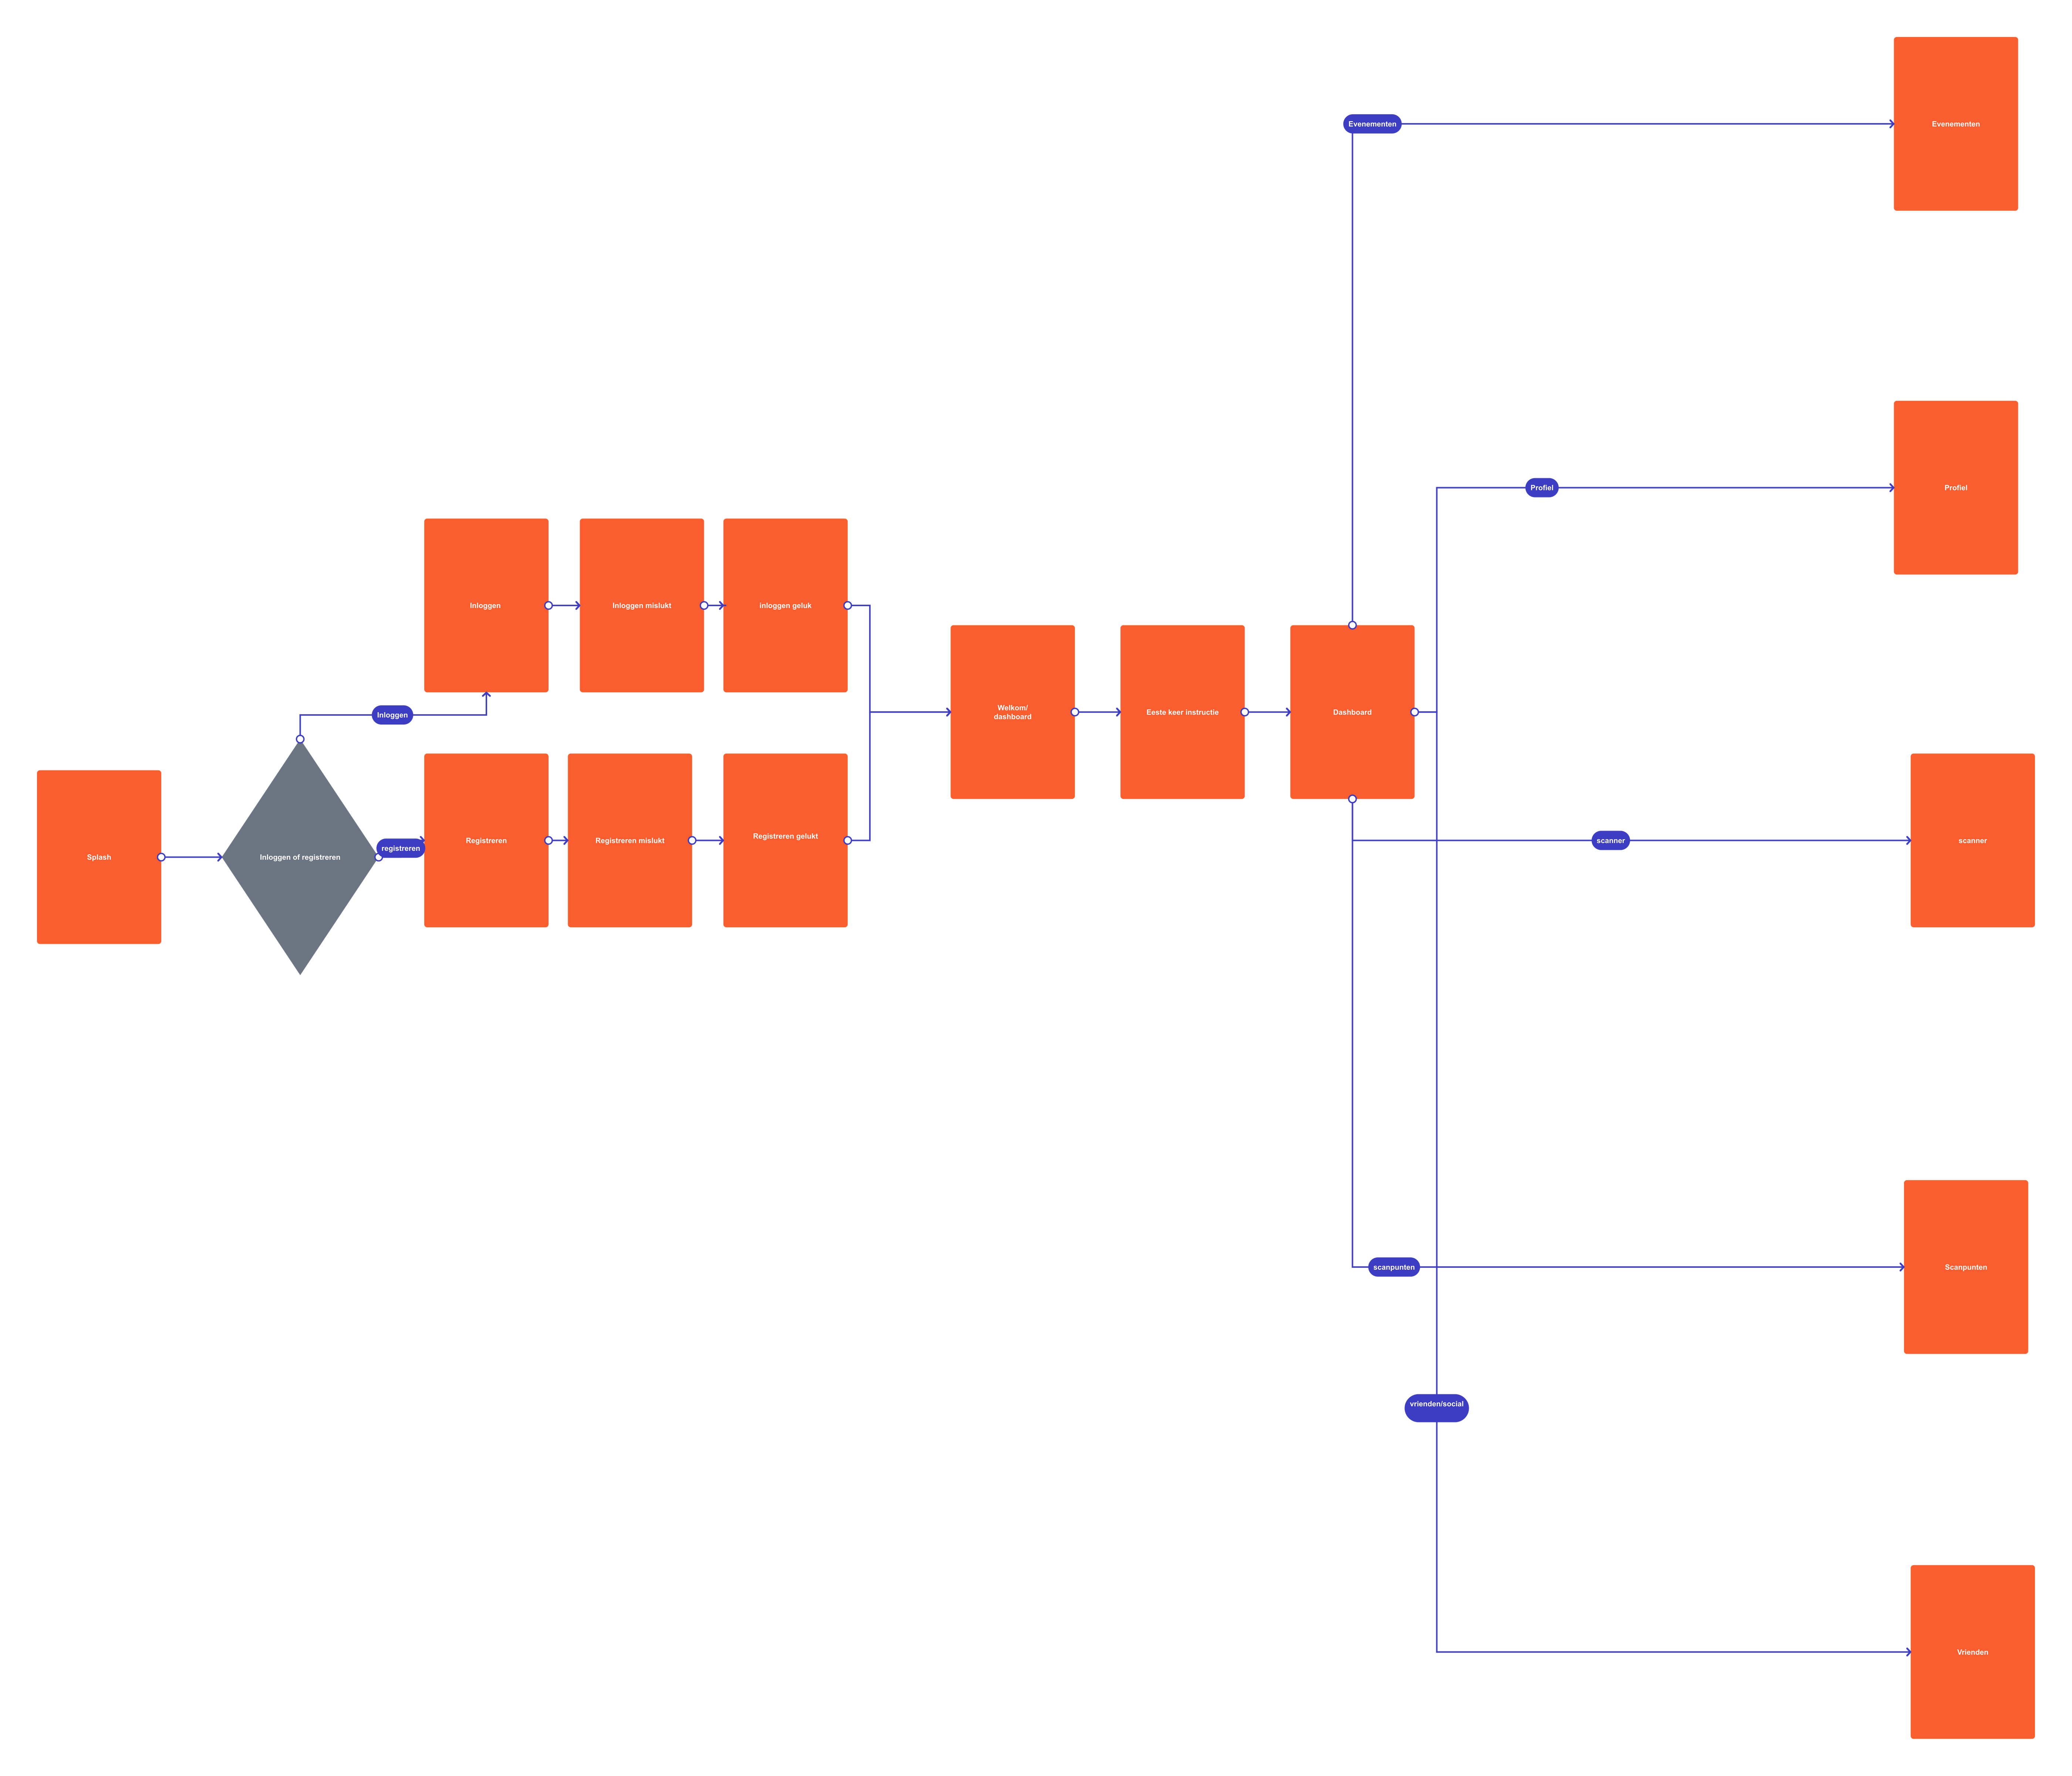 Evenementen
Evenementen
Profiel
Profiel
Inloggen
Inloggen mislukt
inloggen geluk
Welkom/
dashboard
Eeste keer instructie
Dashboard
Inloggen
Splash
Inloggen of registreren
registreren
Registreren
Registreren mislukt
Registreren gelukt
scanner
scanner
scanpunten
Scanpunten
vrienden/social
Vrienden